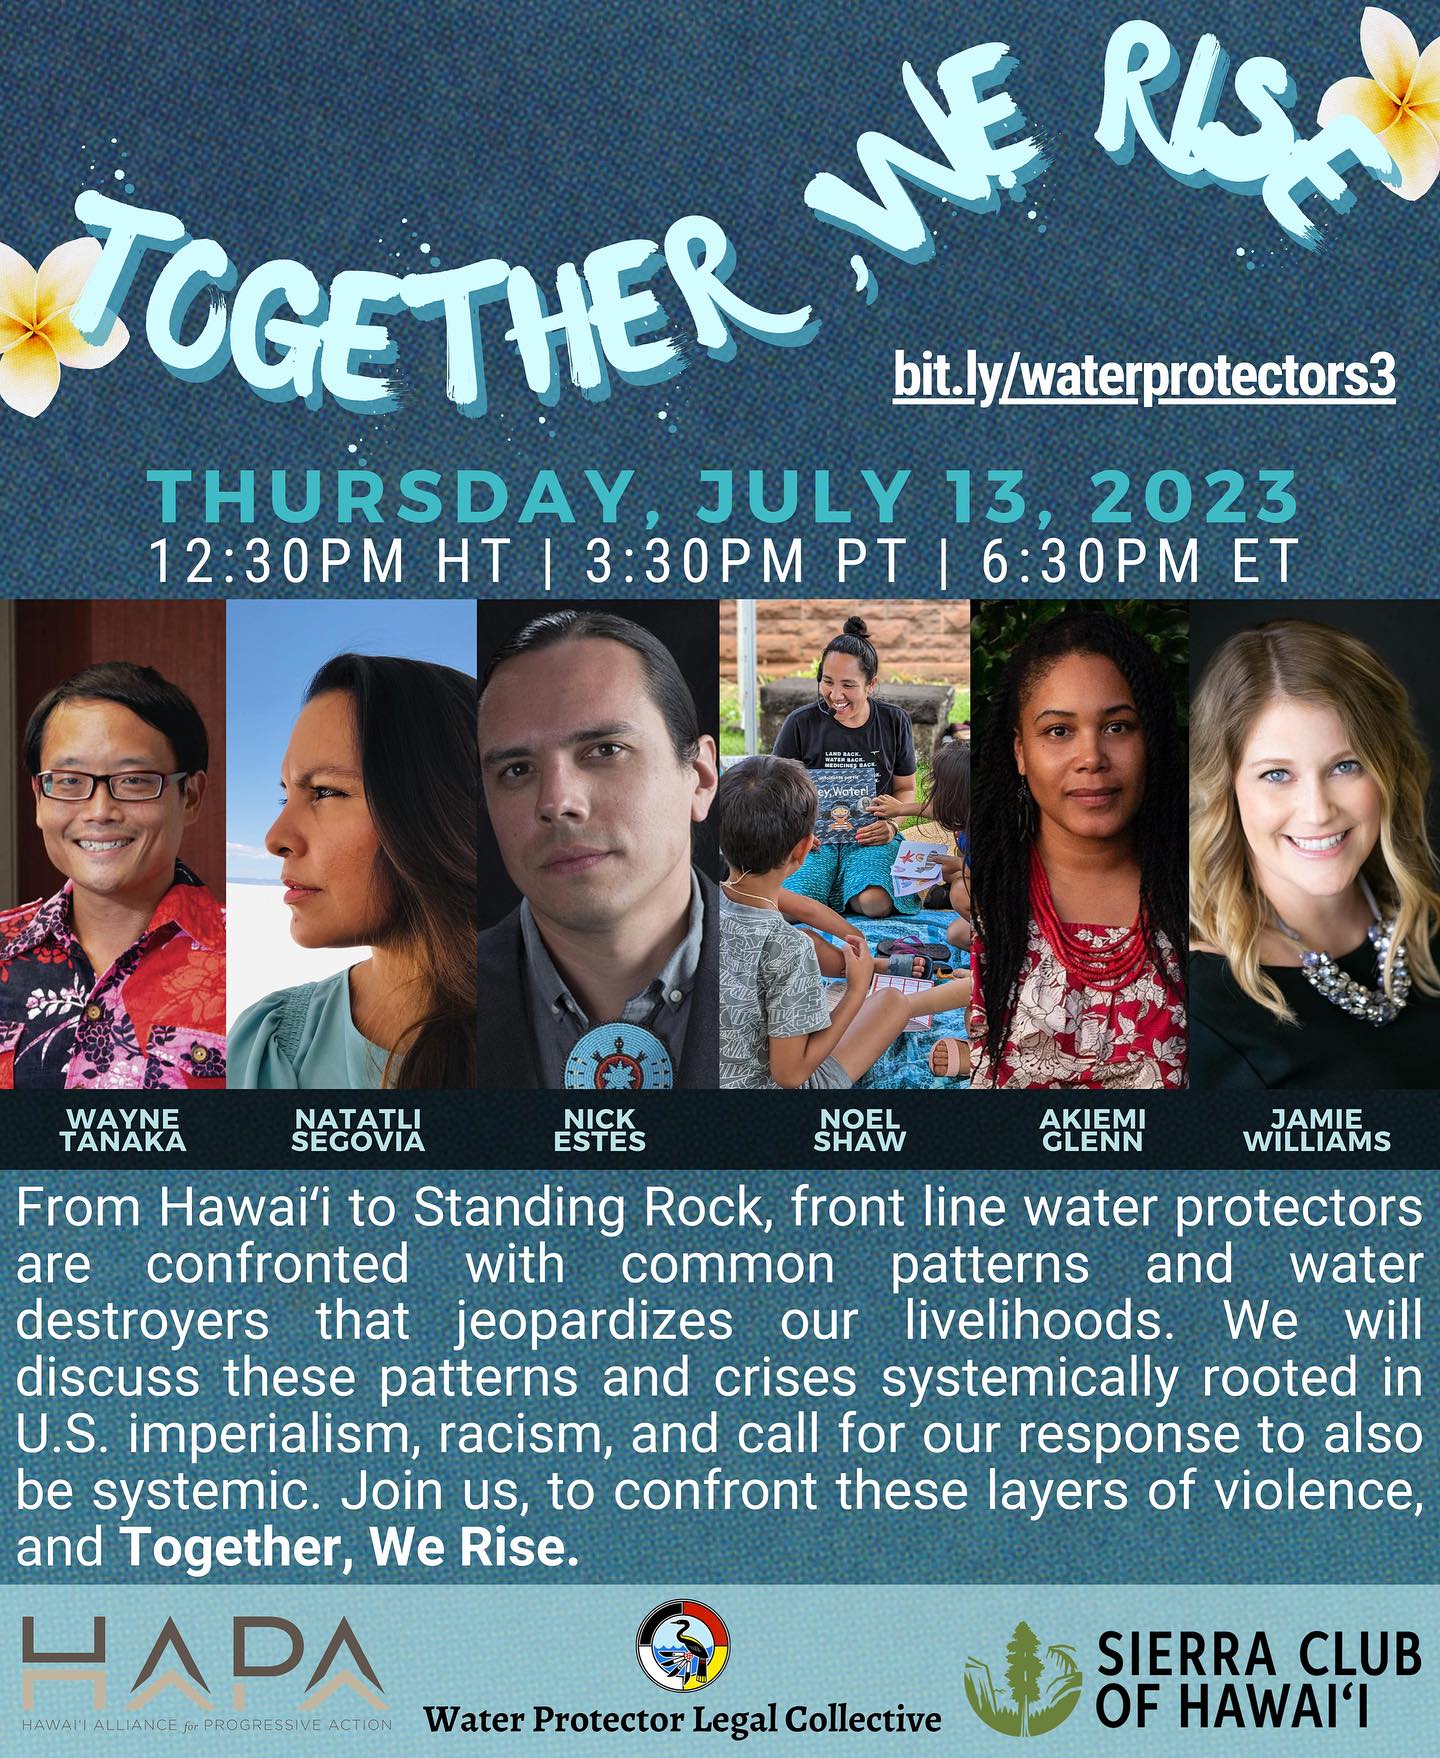 TOGETHER, WE RISE
bit.ly/waterprotectors3
THURSDAY, JULY 13, 2023
12:30PM HT | 3:30PM PT | 6:30PM ET
LAND BACK.
WATER BACK.
MEDICINES BACK.
ey, Water!
WAYNE
TANAKA
NATATLI
SEGOVIA
NICK
ESTES
NOEL
SHAW
AKIEMI
GLENN
JAMIE
WILLIAMS
From Hawaiʻi to Standing Rock, front line water protectors
are confronted with common patterns and water
destroyers that jeopardizes our livelihoods. We will
discuss these patterns and crises systemically rooted in
U.S. imperialism, racism, and call for our response to also
be systemic. Join us, to confront these layers of violence,
and Together, We Rise.
HAPA
HAWAI'I ALLIANCE for PROGRESSIVE ACTION
Water Protector Legal Collective
SIERRA CLUB
OF HAWAIʻI